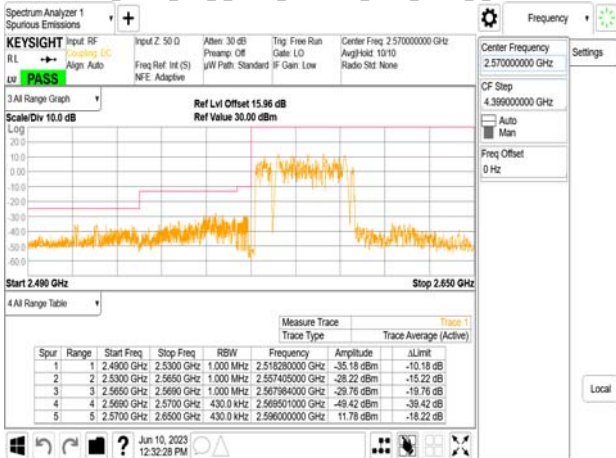 Spectrum Analyzer 1
Spurious Emissions
Frequency
KEYSIGHT
RL
LW PASS
Input: RF
Coupling: DC
Align: Auto
Input Z: 50 Ω
Freq Ref: Int (S)
NFE: Adaptive
Atten: 30 dB
Preamp: Off
µW Path: Standard
Trig: Free Run
Gate: LO
IF Gain: Low
Center Freq: 2.570000000 GHz
Avg|Hold: 10/10
Radio Std: None
3 All Range Graph
Scale/Div 10.0 dB
Ref Lvl Offset 15.96 dB
Ref Value 30.00 dBm
Log
20.0
10.0
0.00
-10.0
-20.0
-30.0
-40.0
-50.0
-60.0
Start 2.490 GHz
Stop 2.650 GHz
4 All Range Table
Measure Trace Trace 1
Trace Type Trace Average (Active)
Spur Range Start Freq Stop Freq RBW Frequency Amplitude ΔLimit
1 1 2.4900 GHz 2.5300 GHz 1.000 MHz 2.518280000 GHz -35.18 dBm -10.18 dB
2 2 2.5300 GHz 2.5650 GHz 1.000 MHz 2.557405000 GHz -28.22 dBm -15.22 dB
3 3 2.5650 GHz 2.5690 GHz 1.000 MHz 2.567984000 GHz -29.76 dBm -19.76 dB
4 4 2.5690 GHz 2.5700 GHz 430.0 kHz 2.569501000 GHz -49.42 dBm -39.42 dB
5 5 2.5700 GHz 2.6500 GHz 430.0 kHz 2.596000000 GHz 11.78 dBm -18.22 dB
Jun 10, 2023
12:32:28 PM
Center Frequency
2.570000000 GHz
CF Step
4.399000000 GHz
Auto
Man
Freq Offset
0 Hz
Settings
Local